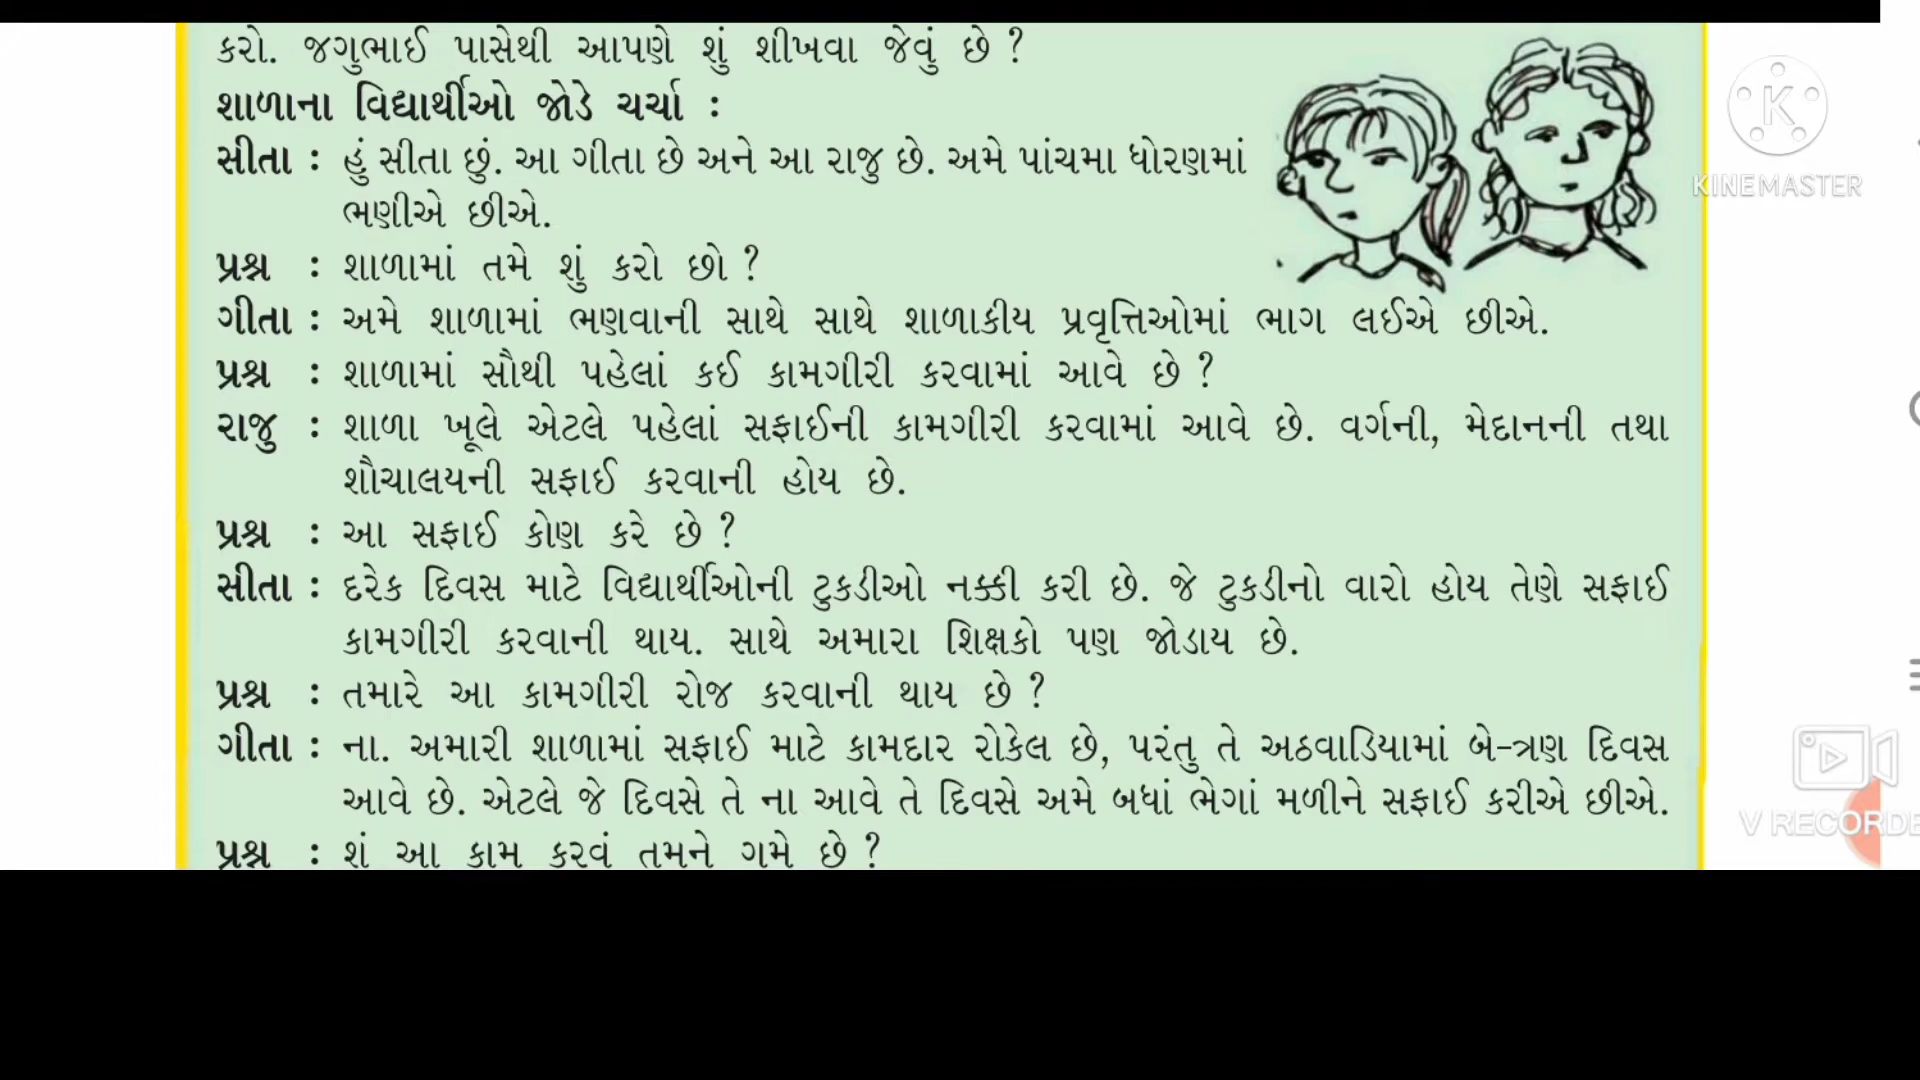 કરો. જગુભાઈ પાસેથી આપણે શું શીખવા જેવું છે ?
શાળાના વિદ્યાર્થીઓ જોડે ચર્ચા :
સીતા : હું સીતા છું. આ ગીતા છે અને આ રાજુ છે. અમે પાંચમા ધોરણમાં
ભણીએ છીએ.
પ્રશ્ન : શાળામાં તમે શું કરો છો ?
ગીતા : અમે શાળામાં ભણવાની સાથે સાથે શાળાકીય પ્રવૃત્તિઓમાં ભાગ લઈએ છીએ.
પ્રશ્ન : શાળામાં સૌથી પહેલાં કઈ કામગીરી કરવામાં આવે છે ?
રાજુ : શાળા ખૂલે એટલે પહેલાં સફાઈની કામગીરી કરવામાં આવે છે. વર્ગની, મેદાનની તથા
શૌચાલયની સફાઈ કરવાની હોય છે.
પ્રશ્ન : આ સફાઈ કોણ કરે છે ?
સીતા : દરેક દિવસ માટે વિદ્યાર્થીઓની ટુકડીઓ નક્કી કરી છે. જે ટુકડીનો વારો હોય તેણે સફાઈ
કામગીરી કરવાની થાય. સાથે અમારા શિક્ષકો પણ જોડાય છે.
પ્રશ્ન : તમારે આ કામગીરી રોજ કરવાની થાય છે ?
ગીતા : ના. અમારી શાળામાં સફાઈ માટે કામદાર રોકેલ છે, પરંતુ તે અઠવાડિયામાં બે-ત્રણ દિવસ
આવે છે. એટલે જે દિવસે તે ના આવે તે દિવસે અમે બધાં ભેગાં મળીને સફાઈ કરીએ છીએ.
પ્રશ્ન : શું આ કામ કરવું તમને ગમે છે ?
K
KINEMASTER
V RECORDE